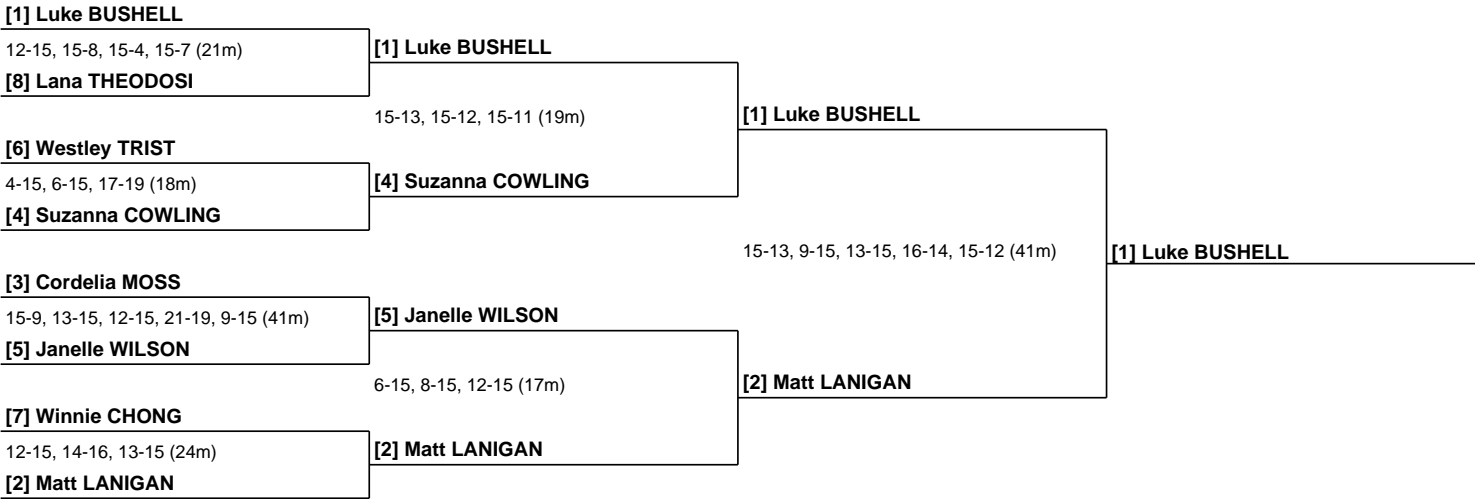 [1] Luke BUSHELL
12-15, 15-8, 15-4, 15-7 (21m)
[8] Lana THEODOSI
[6] Westley TRIST
4-15, 6-15, 17-19 (18m)
[4] Suzanna COWLING
[3] Cordelia MOSS
15-9, 13-15, 12-15, 21-19, 9-15 (41m)
[5] Janelle WILSON
[7] Winnie CHONG
12-15, 14-16, 13-15 (24m)
[2] Matt LANIGAN
[1] Luke BUSHELL
15-13, 15-12, 15-11 (19m)
[4] Suzanna COWLING
[5] Janelle WILSON
6-15, 8-15, 12-15 (17m)
[2] Matt LANIGAN
[1] Luke BUSHELL
15-13, 9-15, 13-15, 16-14, 15-12 (41m)
[2] Matt LANIGAN
[1] Luke BUSHELL